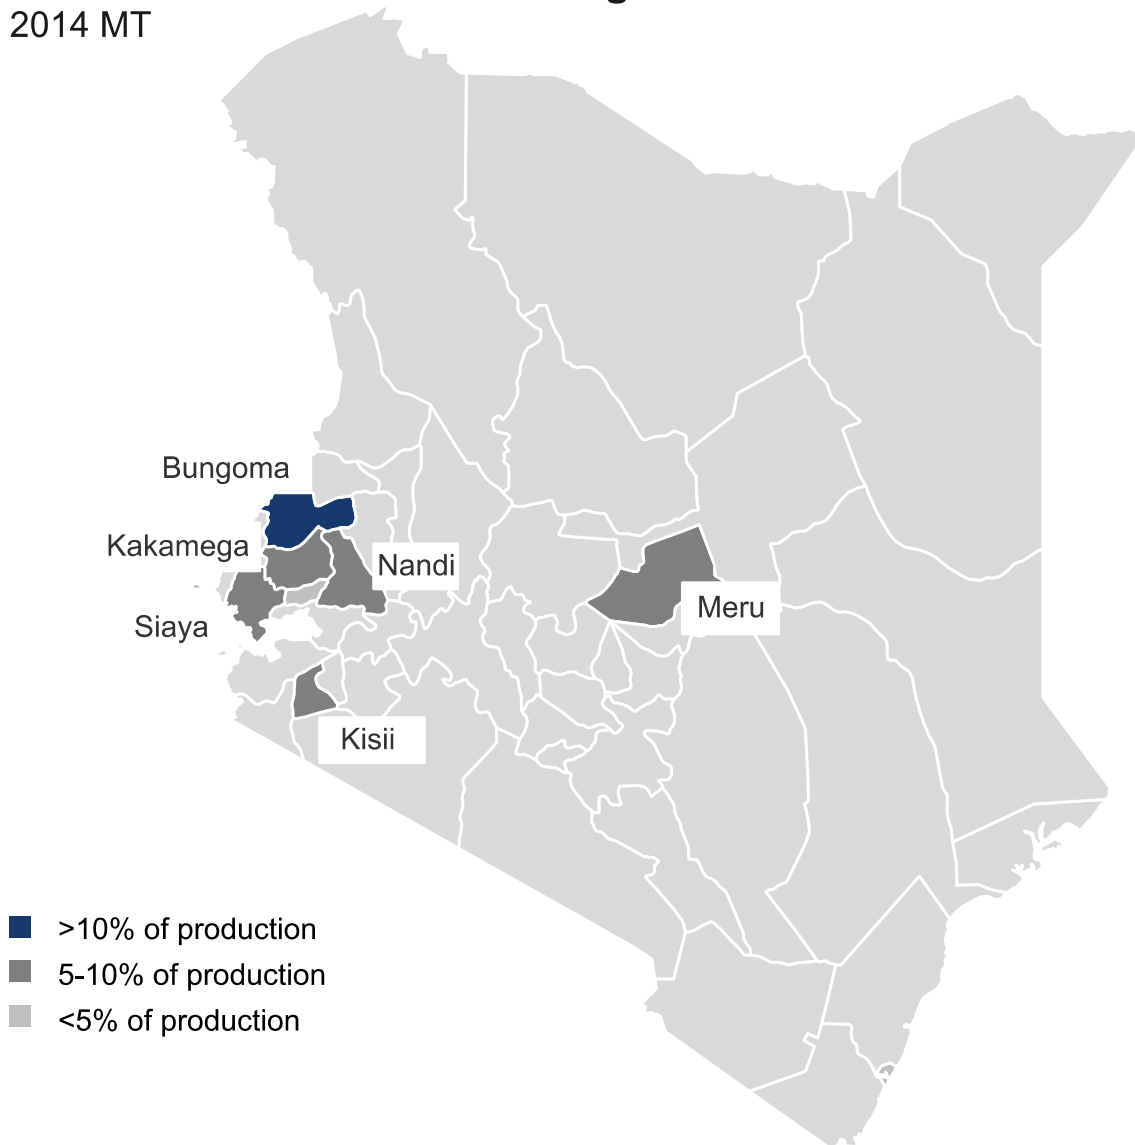 2014 MT
Bungoma
Kakamega
Nandi
Siaya
Meru
Kisii
>10% of production
5-10% of production
<5% of production